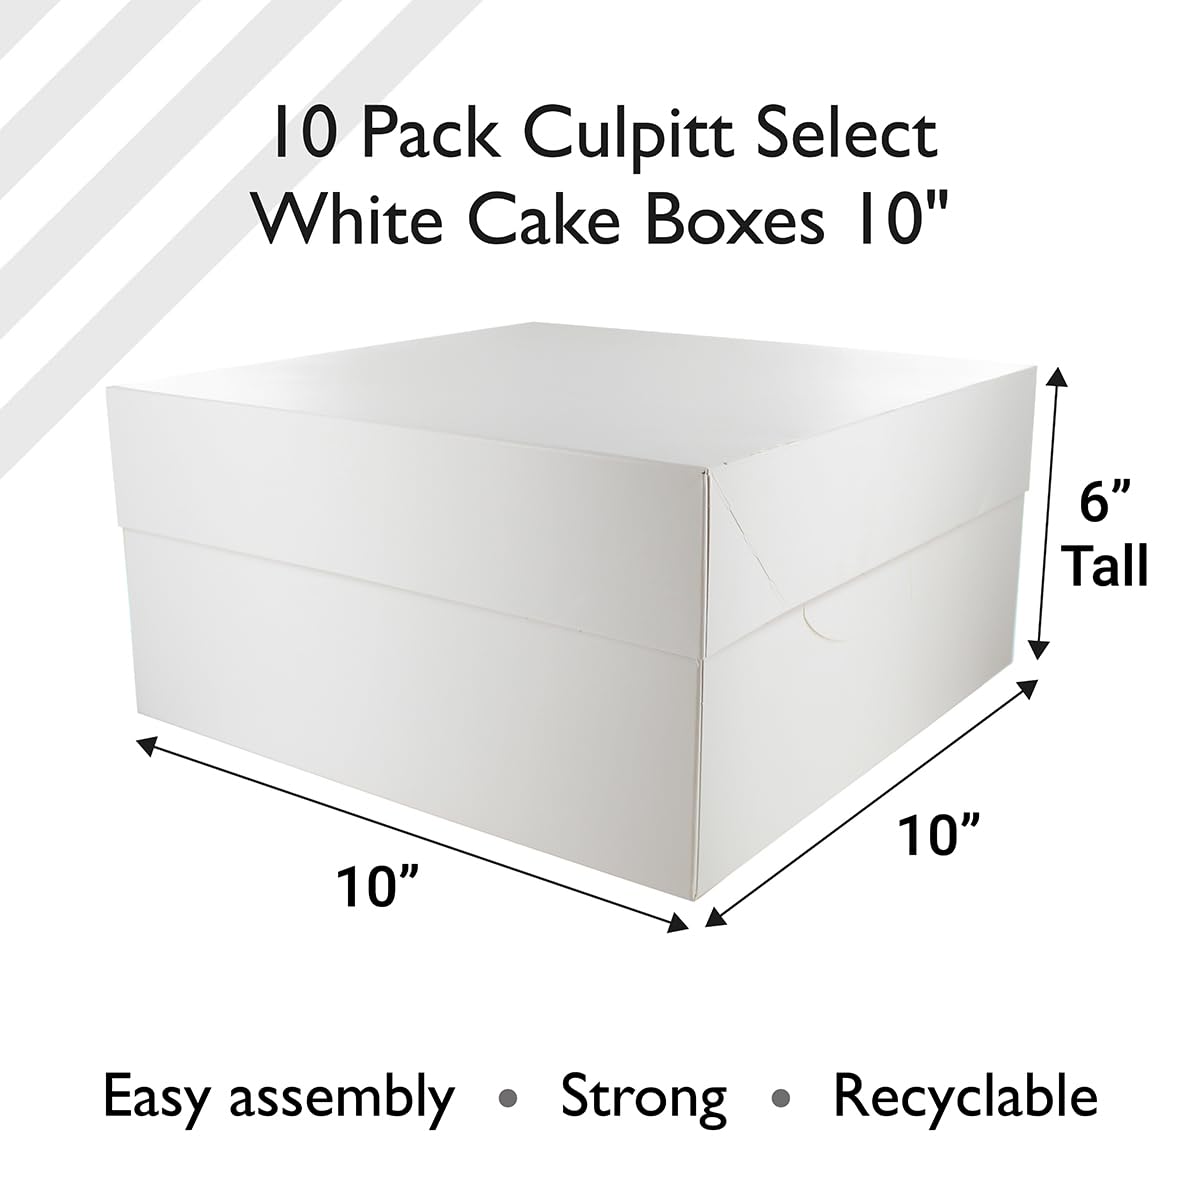 10 Pack Culpitt Select
White Cake Boxes 10"
6”
Tall
10”
10”
Easy assembly • Strong • Recyclable